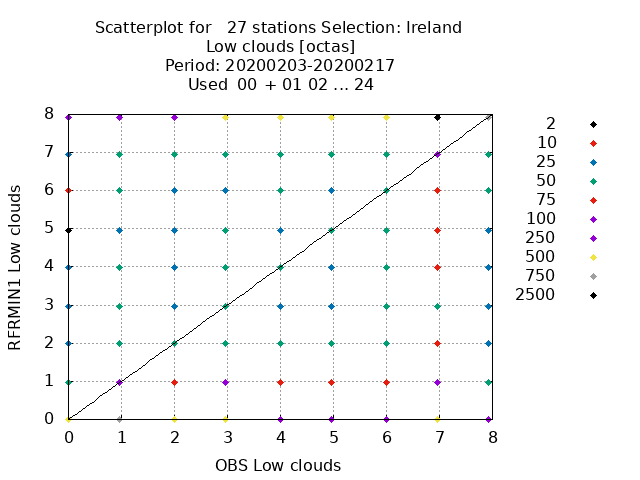 Scatterplot for   27 stations Selection: Ireland
Low clouds [octas]
Period: 20200203-20200217
Used  00 + 01 02 ... 24
RFRMIN1 Low clouds
8
7
6
5
4
3
2
1
0
0 1 2 3 4 5 6 7 8
OBS Low clouds
2
10
25
50
75
100
250
500
750
2500